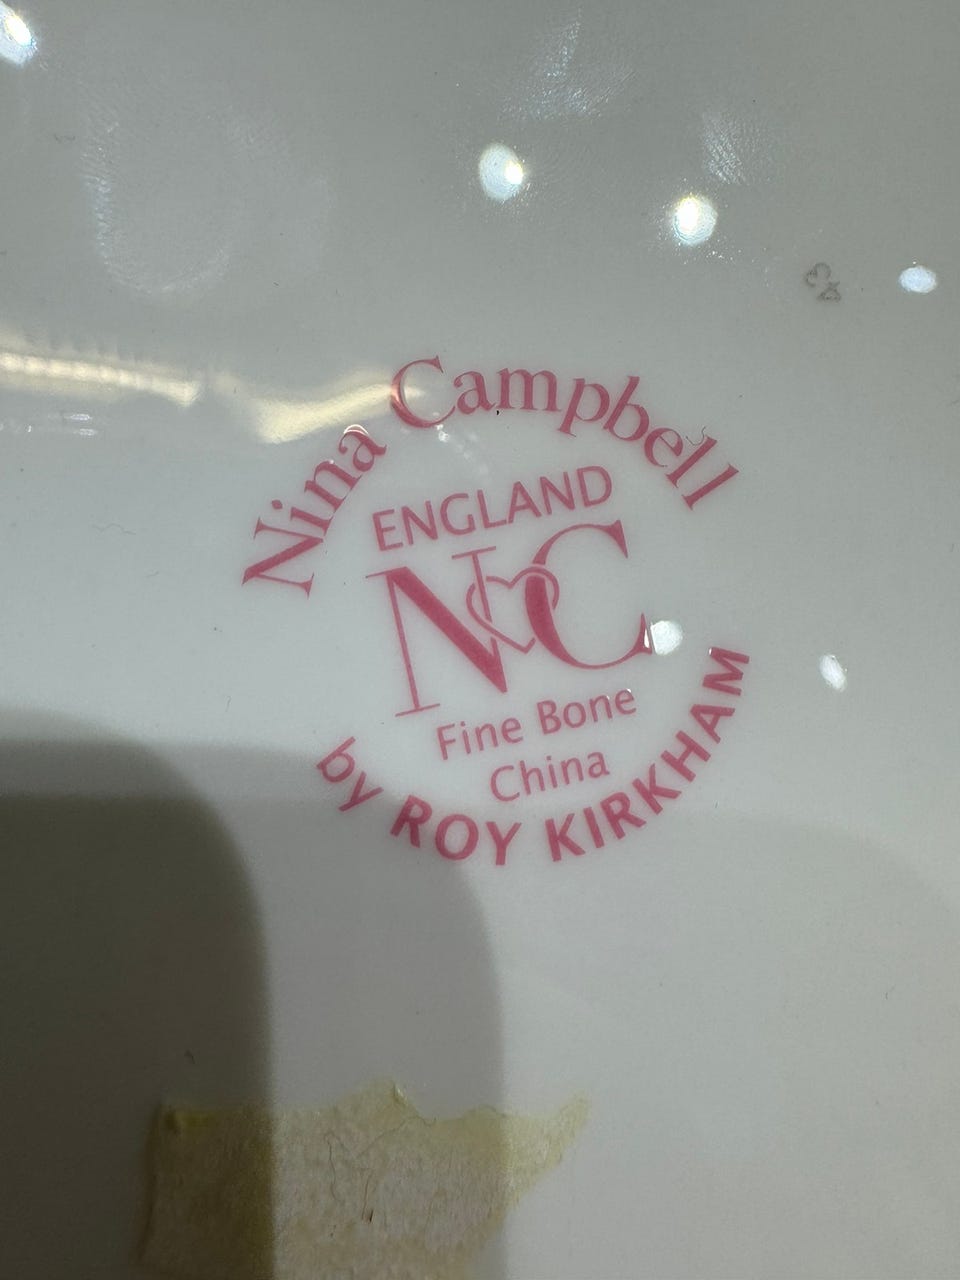 Nina Campbell
ENGLAND
NC
Fine Bone
China
by ROY KIRKHAM